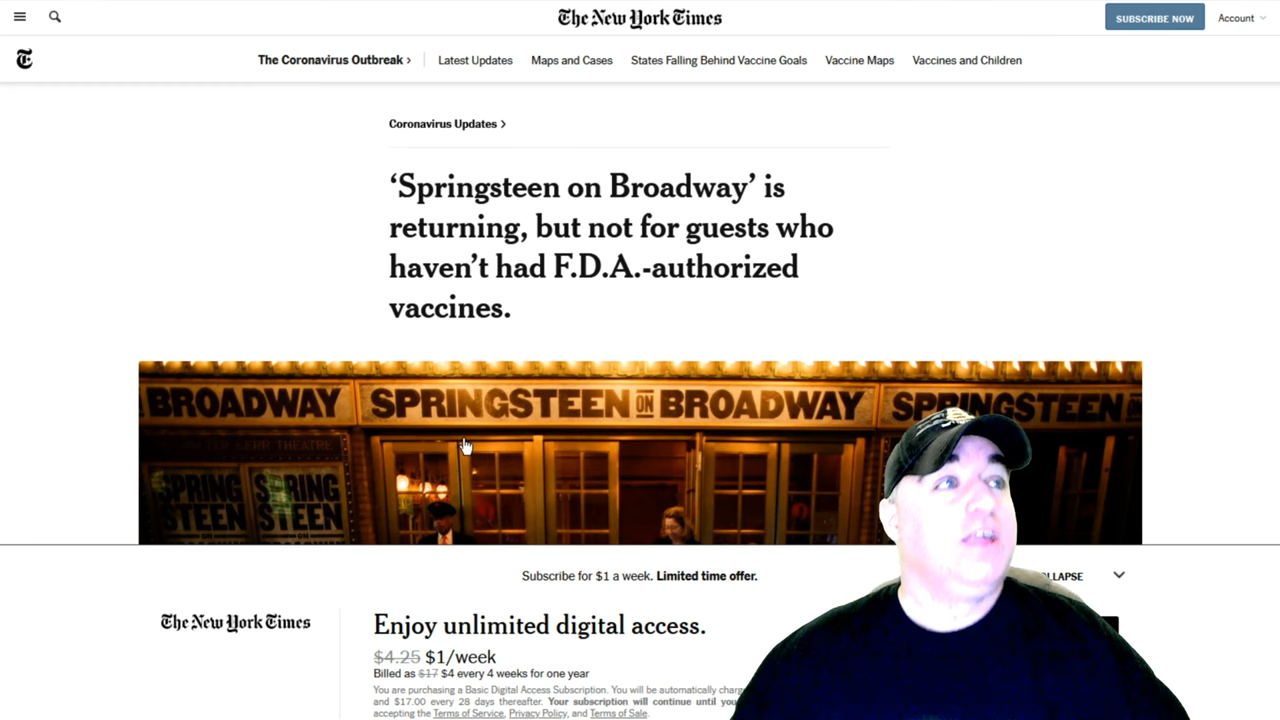 The New York Times
SUBSCRIBE NOW
Account
The Coronavirus Outbreak ›
Latest Updates
Maps and Cases
States Falling Behind Vaccine Goals
Vaccine Maps
Vaccines and Children
Coronavirus Updates ›
‘Springsteen on Broadway’ is
returning, but not for guests who
haven’t had F.D.A.-authorized
vaccines.
BROADWAY
SPRINGSTEEN ON BROADWAY
SPRINGSTEEN
SPRING
STEEN
SPRING
STEEN
Subscribe for $1 a week. Limited time offer.
The New York Times
Enjoy unlimited digital access.
$4.25 $1/week
Billed as $17 $4 every 4 weeks for one year
You are purchasing a Basic Digital Access Subscription. You will be automatically
and $17.00 every 28 days thereafter. Your subscription will continue until
accepting the Terms of Service, Privacy Policy, and Terms of Sale.